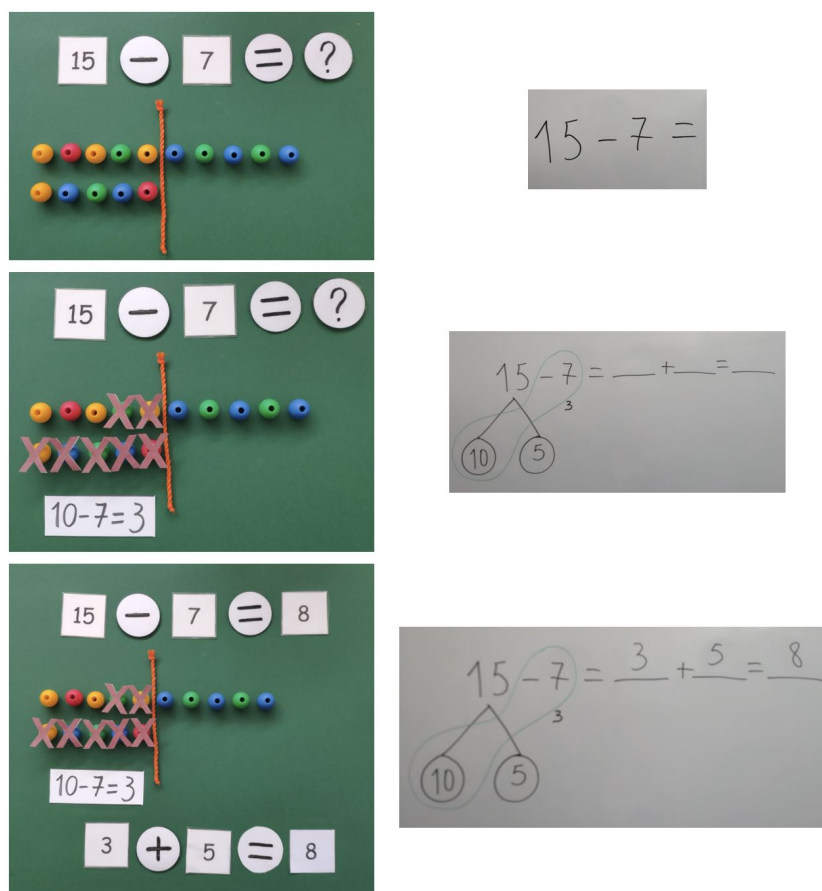 15 − 7 = ?
15 − 7 =
15 − 7 = ?
10-7=3
15 − 7 = ___ + ___ = ___
3
10 5
15 − 7 = 8
10-7=3
3 + 5 = 8
15 − 7 = 3 + 5 = 8
3
10 5